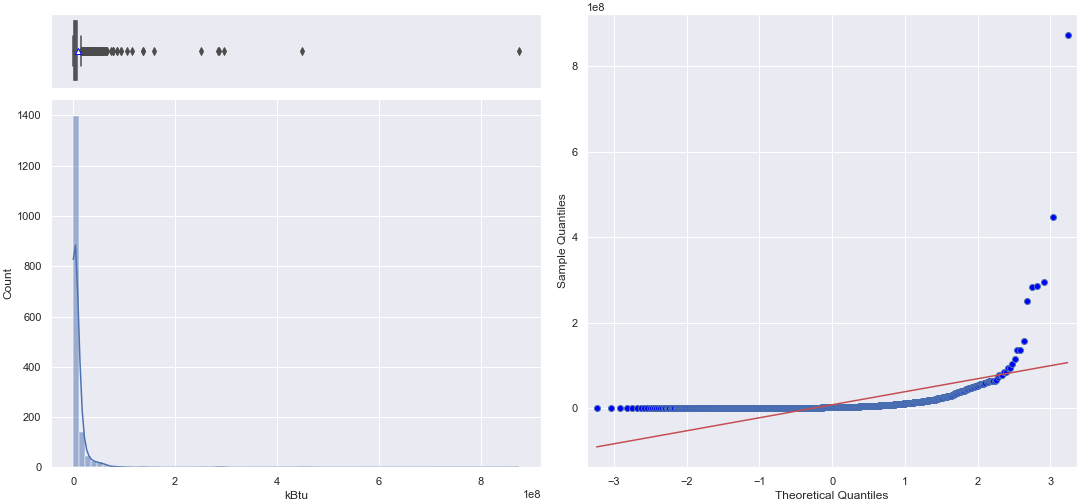 1400
1200
1000
800
600
400
200
0
Count
0 2 4 6 8
kBtu
1e8
1e8
8
6
4
2
0
Sample Quantiles
−3 −2 −1 0 1 2 3
Theoretical Quantiles